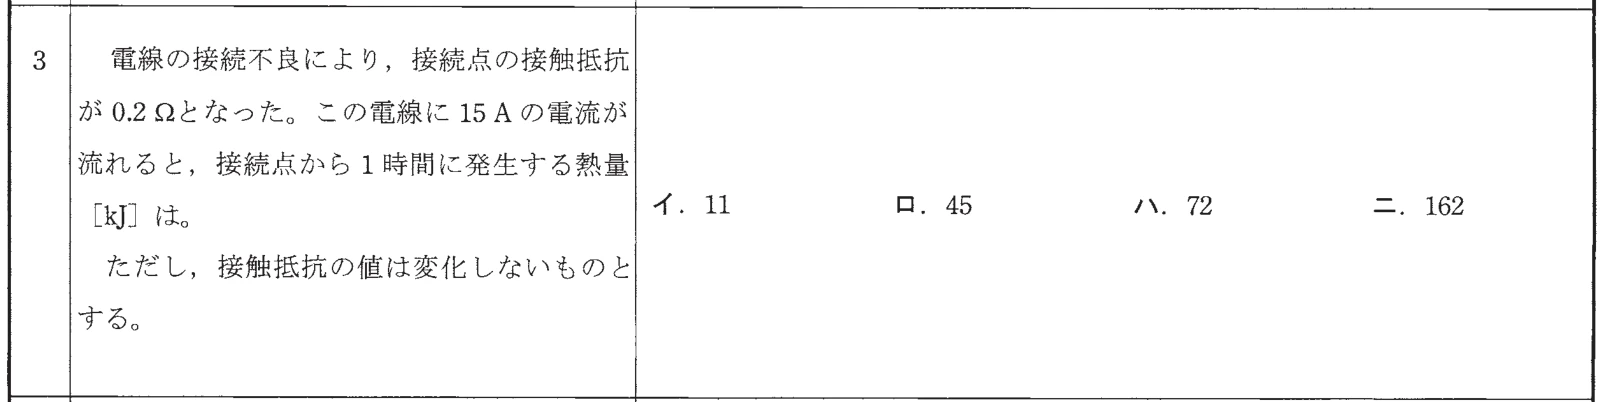 3
電線の接続不良により，接続点の接触抵抗
が 0.2 Ωとなった。この電線に 15 A の電流が
流れると，接続点から 1 時間に発生する熱量
［kJ］は。
ただし，接触抵抗の値は変化しないものと
する。
イ．11 ロ．45 ハ．72 ニ．162